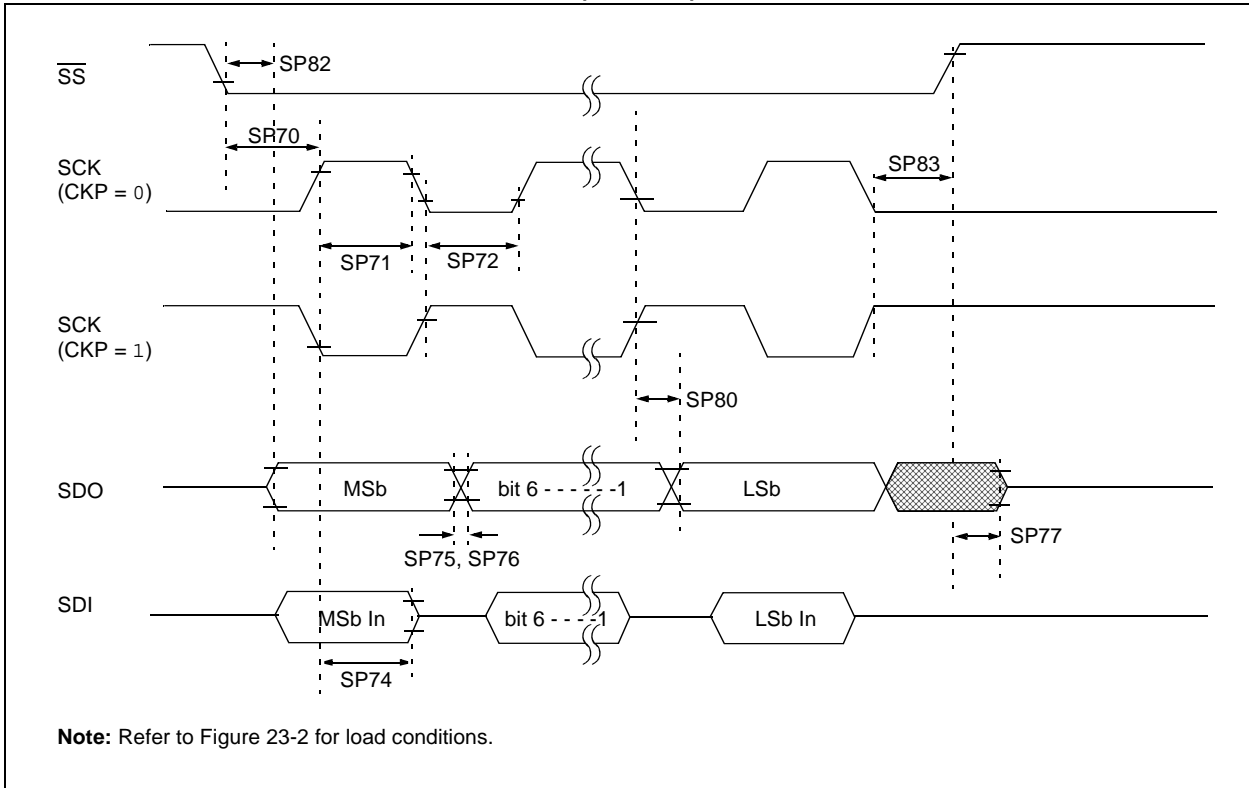 SS
SP82
SP70
SCK
(CKP = 0)
SP83
SP71
SP72
SCK
(CKP = 1)
SP80
SDO
MSb
bit 6 - - - - - -1
LSb
SP77
SP75, SP76
SDI
MSb In
bit 6 - - - -1
LSb In
SP74
Note: Refer to Figure 23-2 for load conditions.